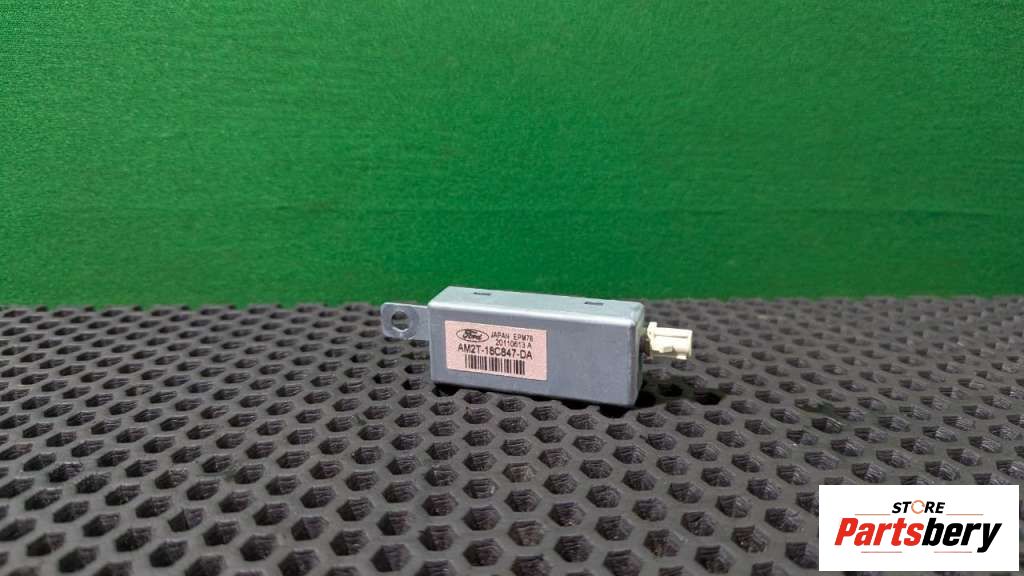 Ford JAPAN EPM78
20110613 A
AM2T-18C847-DA
STORE
Partsbery